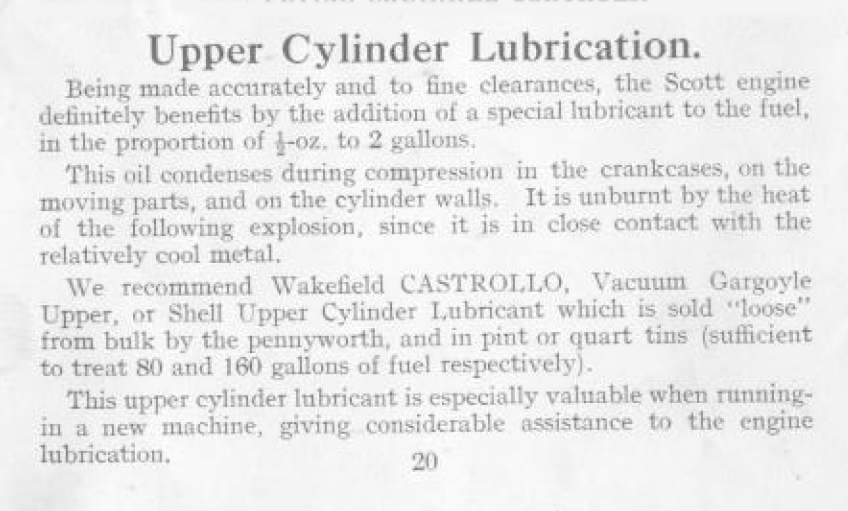 Upper Cylinder Lubrication.
Being made accurately and to fine clearances, the Scott engine
definitely benefits by the addition of a special lubricant to the fuel,
in the proportion of ½-oz. to 2 gallons.
This oil condenses during compression in the crankcases, on the
moving parts, and on the cylinder walls. It is unburnt by the heat
of the following explosion, since it is in close contact with the
relatively cool metal.
We recommend Wakefield CASTROLLO, Vacuum Gargoyle
Upper, or Shell Upper Cylinder Lubricant which is sold "loose"
from bulk by the pennyworth, and in pint or quart tins (sufficient
to treat 80 and 160 gallons of fuel respectively).
This upper cylinder lubricant is especially valuable when running-
in a new machine, giving considerable assistance to the engine
lubrication.
20